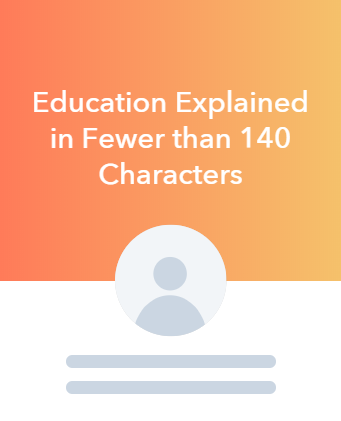 Education Explained
in Fewer than 140
Characters